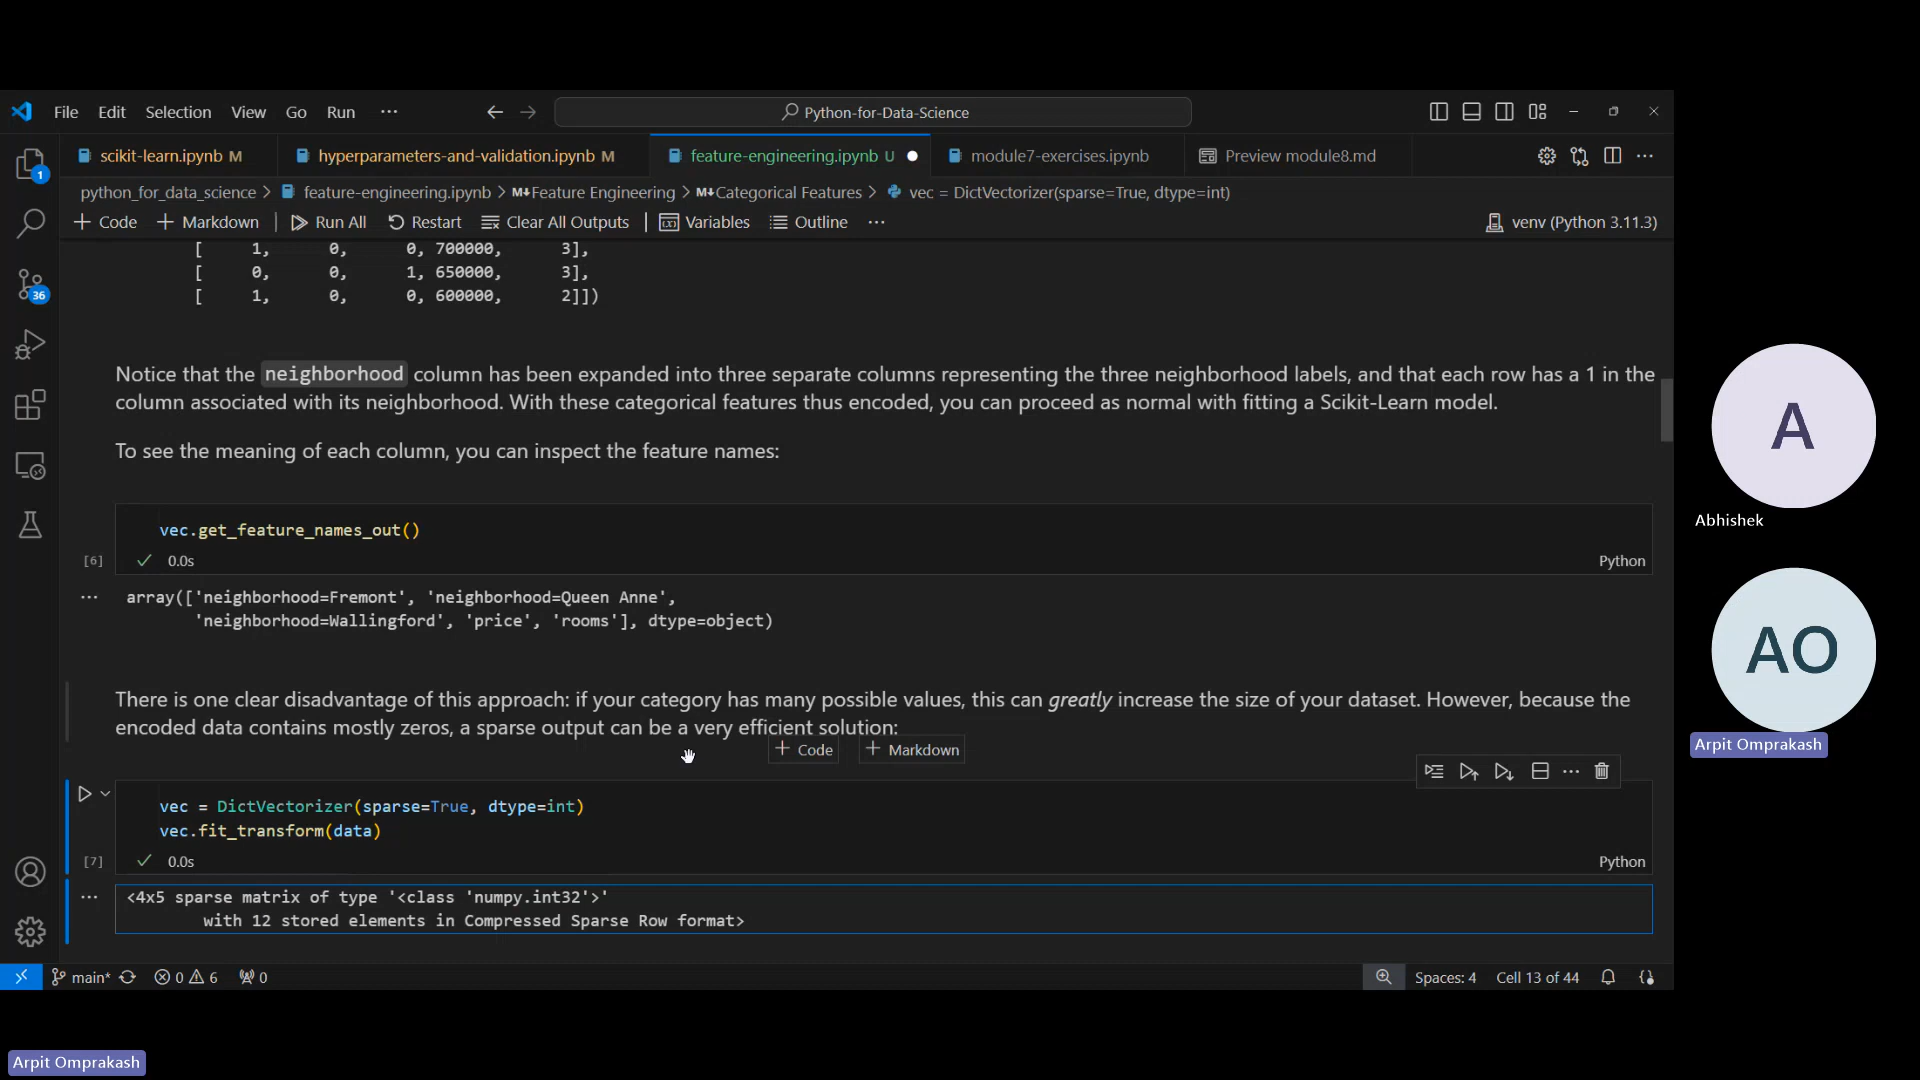 File Edit Selection View Go Run ··· Python-for-Data-Science
scikit-learn.ipynb M hyperparameters-and-validation.ipynb M feature-engineering.ipynb U module7-exercises.ipynb Preview module8.md
python_for_data_science > feature-engineering.ipynb > M↓Feature Engineering > M↓Categorical Features > vec = DictVectorizer(sparse=True, dtype=int)
+ Code + Markdown Run All Restart Clear All Outputs Variables Outline ··· venv (Python 3.11.3)
1
36
[ 1, 0, 0, 700000, 3],
[ 0, 0, 1, 650000, 3],
[ 1, 0, 0, 600000, 2]])
Notice that the neighborhood column has been expanded into three separate columns representing the three neighborhood labels, and that each row has a 1 in the
column associated with its neighborhood. With these categorical features thus encoded, you can proceed as normal with fitting a Scikit-Learn model.
To see the meaning of each column, you can inspect the feature names:
vec.get_feature_names_out()
[6] 0.0s Python
array(['neighborhood=Fremont', 'neighborhood=Queen Anne',
'neighborhood=Wallingford', 'price', 'rooms'], dtype=object)
There is one clear disadvantage of this approach: if your category has many possible values, this can greatly increase the size of your dataset. However, because the
encoded data contains mostly zeros, a sparse output can be a very efficient solution:
+ Code + Markdown
vec = DictVectorizer(sparse=True, dtype=int)
vec.fit_transform(data)
[7] 0.0s Python
<4x5 sparse matrix of type '<class 'numpy.int32'>'
with 12 stored elements in Compressed Sparse Row format>
main* 0 6 0 Spaces: 4 Cell 13 of 44
A
Abhishek
AO
Arpit Omprakash
Arpit Omprakash